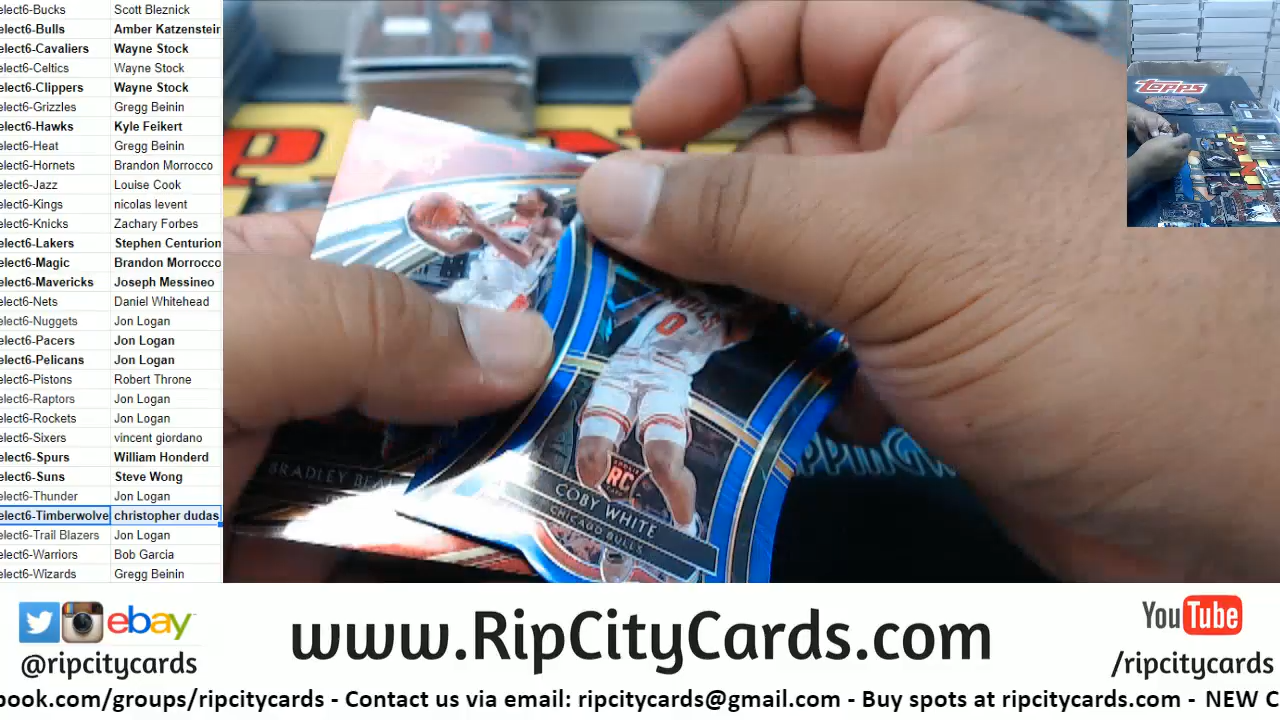 elect6-Bucks Scott Bleznick
elect6-Bulls Amber Katzenstein
elect6-Cavaliers Wayne Stock
elect6-Celtics Wayne Stock
elect6-Clippers Wayne Stock
elect6-Grizzles Gregg Beinin
elect6-Hawks Kyle Feikert
elect6-Heat Gregg Beinin
elect6-Hornets Brandon Morrocco
elect6-Jazz Louise Cook
elect6-Kings nicolas levent
elect6-Knicks Zachary Forbes
elect6-Lakers Stephen Centurion
elect6-Magic Brandon Morrocco
elect6-Mavericks Joseph Messineo
elect6-Nets Daniel Whitehead
elect6-Nuggets Jon Logan
elect6-Pacers Jon Logan
elect6-Pelicans Jon Logan
elect6-Pistons Robert Throne
elect6-Raptors Jon Logan
elect6-Rockets Jon Logan
elect6-Sixers vincent giordano
elect6-Spurs William Honderd
elect6-Suns Steve Wong
elect6-Thunder Jon Logan
elect6-Timberwolve christopher dudas
elect6-Trail Blazers Jon Logan
elect6-Warriors Bob Garcia
elect6-Wizards Gregg Beinin
Topps
BULLS
0
RC
BRADLEY BEAL
COBY WHITE
CHICAGO BULLS
ebay
@ripcitycards
www.RipCityCards.com
YouTube
/ripcitycards
book.com/groups/ripcitycards - Contact us via email: ripcitycards@gmail.com - Buy spots at ripcitycards.com - NEW C